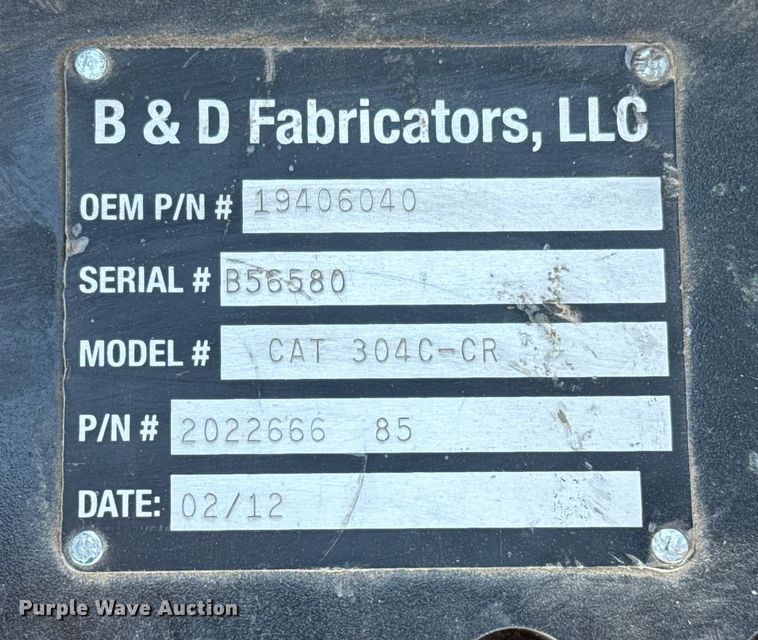 B & D Fabricators, LLC
OEM P/N # 19406040
SERIAL # B56580
MODEL # CAT 304C-CR
P/N # 2022666 85
DATE: 02/12
Purple Wave Auction